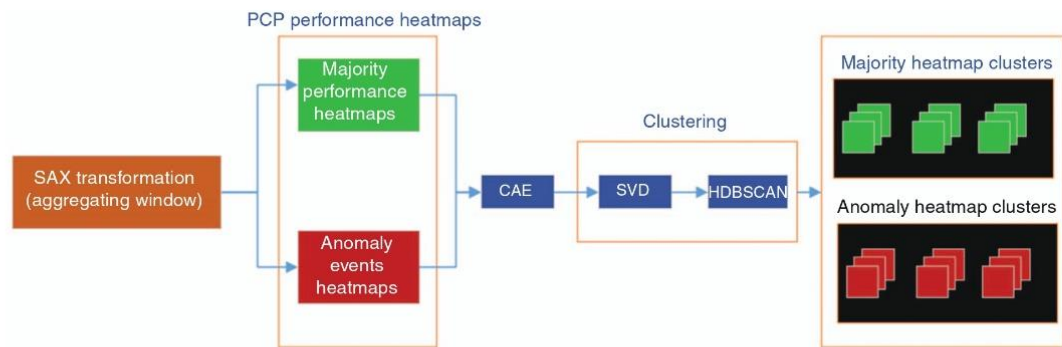 PCP performance heatmaps
Majority
performance
heatmaps
SAX transformation
(aggregating window)
Anomaly
events
heatmaps
CAE
Clustering
SVD
HDBSCAN
Majority heatmap clusters
Anomaly heatmap clusters